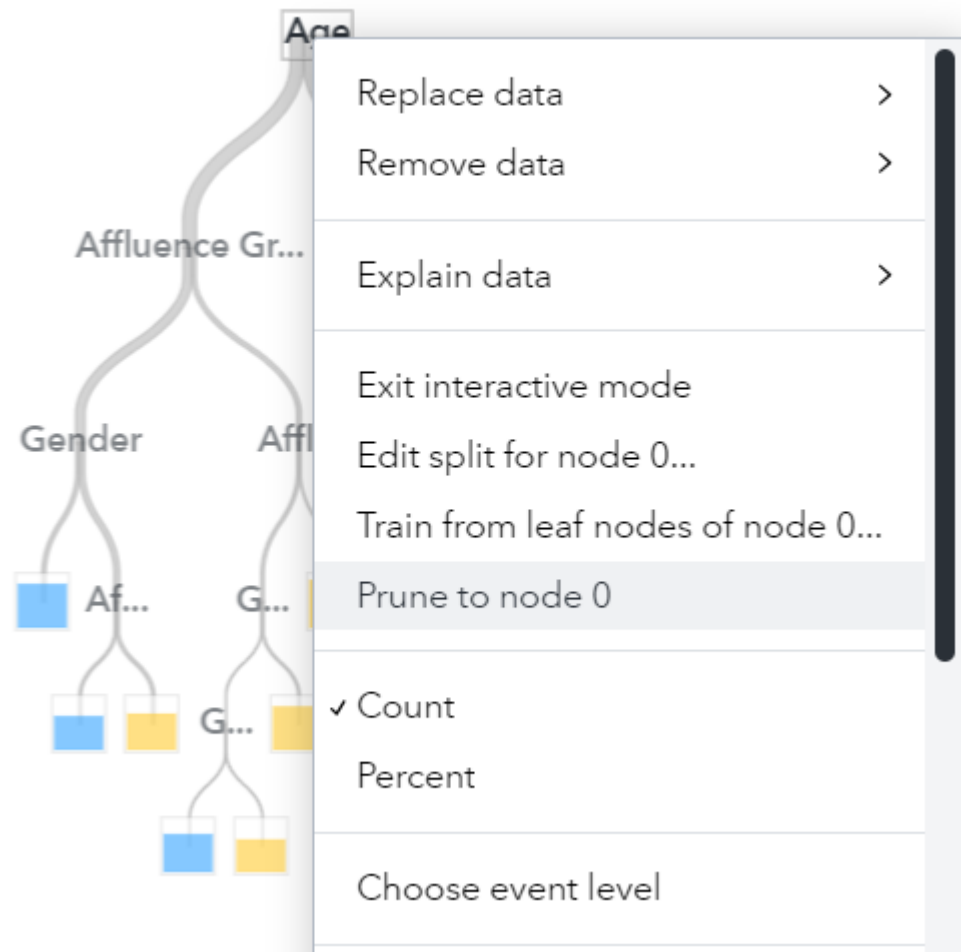 Age
Replace data
Remove data
Affluence Gr...
Explain data
Exit interactive mode
Gender
Affl
Edit split for node 0...
Train from leaf nodes of node 0...
Af...
G...
Prune to node 0
Count
G...
Percent
Choose event level